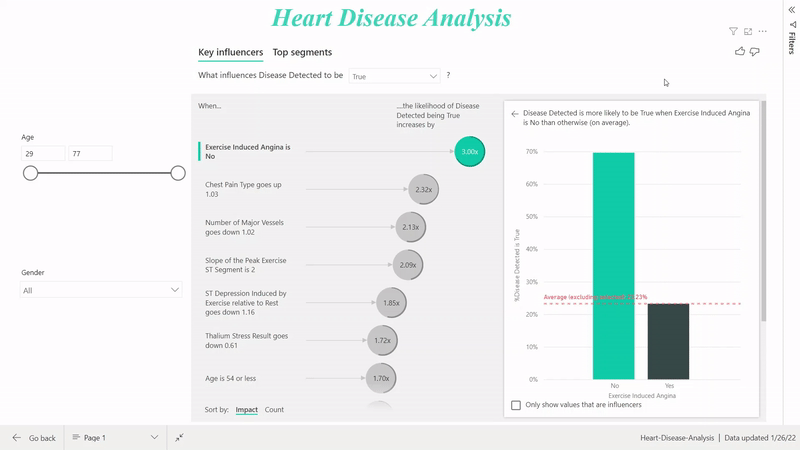 Heart Disease Analysis
Filters
Key influencers Top segments
What influences Disease Detected to be True ?
When...
....the likelihood of Disease
Detected being True
increases by
Exercise Induced Angina is
No
3.00x
Chest Pain Type goes up
1.03
2.32x
Number of Major Vessels
goes down 1.02
2.13x
Slope of the Peak Exercise
ST Segment is 2
2.09x
ST Depression Induced by
Exercise relative to Rest
goes down 1.16
1.85x
Thalium Stress Result goes
down 0.61
1.72x
Age is 54 or less
1.70x
Sort by: Impact Count
Age
29 77
Gender
All
Disease Detected is more likely to be True when Exercise Induced Angina
is No than otherwise (on average).
%Disease Detected is True
70%
60%
50%
40%
30%
20%
10%
0%
Average (excluding
23%
No Yes
Exercise Induced Angina
Only show values that are influencers
Go back Page 1
Heart-Disease-Analysis | Data updated 1/26/22